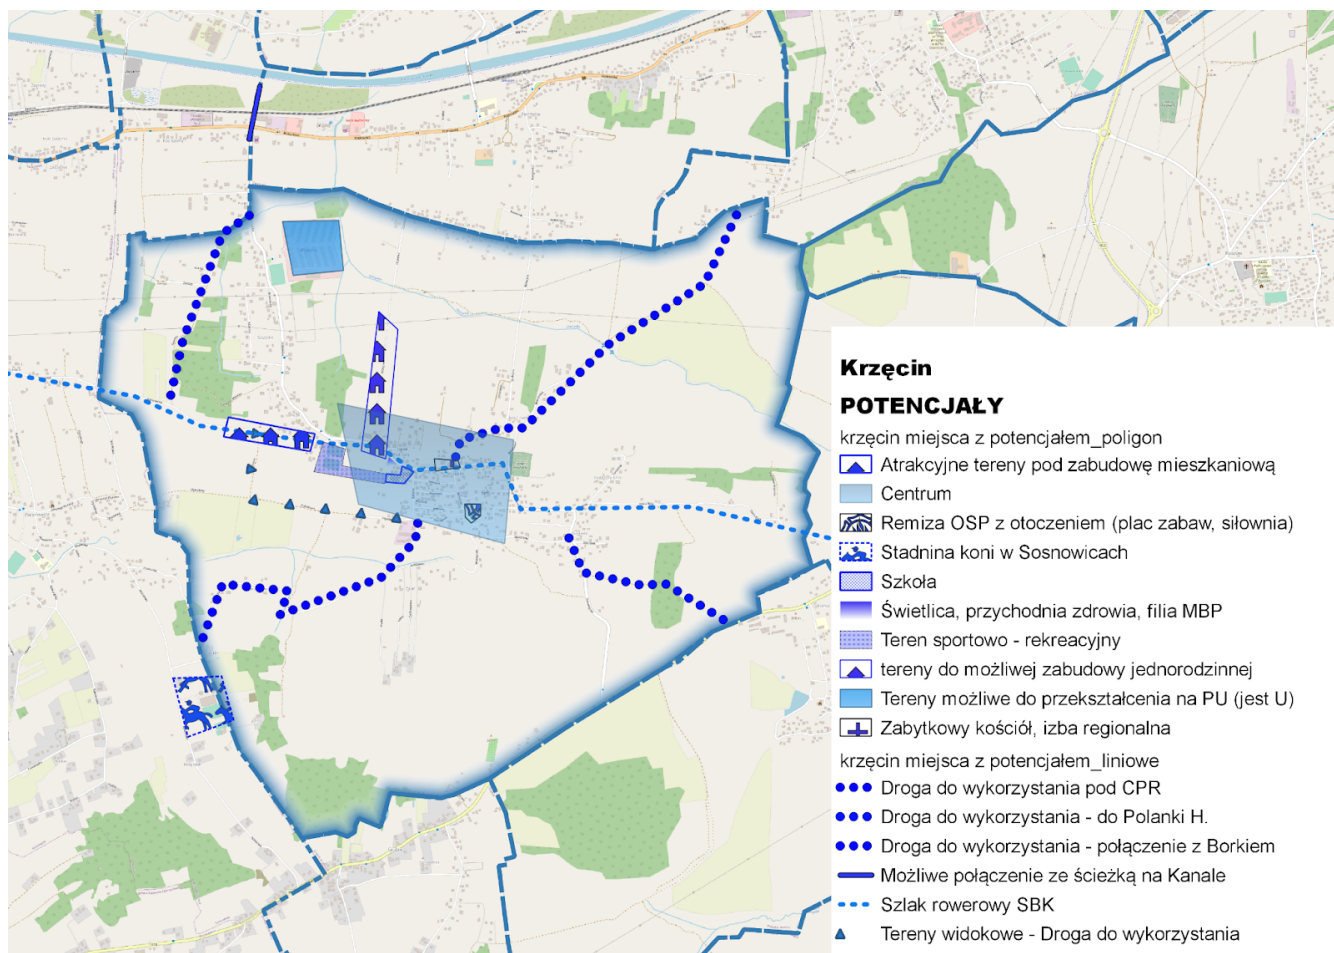 Krzęcin
POTENCJAŁY
krzęcin miejsca z potencjałem_poligon
Atrakcyjne tereny pod zabudowę mieszkaniową
Centrum
Remiza OSP z otoczeniem (plac zabaw, siłownia)
Stadnina koni w Sosnowicach
Szkoła
Świetlica, przychodnia zdrowia, filia MBP
Teren sportowo - rekreacyjny
tereny do możliwej zabudowy jednorodzinnej
Tereny możliwe do przekształcenia na PU (jest U)
Zabytkowy kościół, izba regionalna
krzęcin miejsca z potencjałem_liniowe
Droga do wykorzystania pod CPR
Droga do wykorzystania - do Polanki H.
Droga do wykorzystania - połączenie z Borkiem
Możliwe połączenie ze ścieżką na Kanale
Szlak rowerowy SBK
Tereny widokowe - Droga do wykorzystania